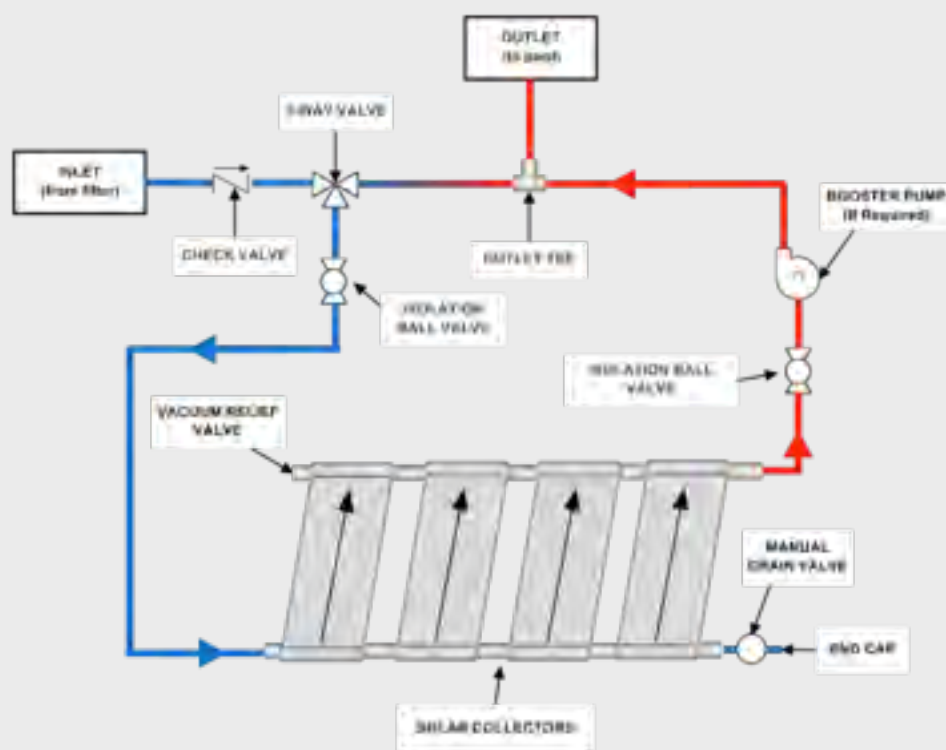 OUTLET
(to pool)
3-WAY VALVE
INLET
(from filter)
BOOSTER PUMP
(If Required)
CHECK VALVE
OUTLET TEE
ISOLATION
BALL VALVE
ISOLATION BALL
VALVE
VACUUM RELIEF
VALVE
MANUAL
DRAIN VALVE
END CAP
SOLAR COLLECTORS